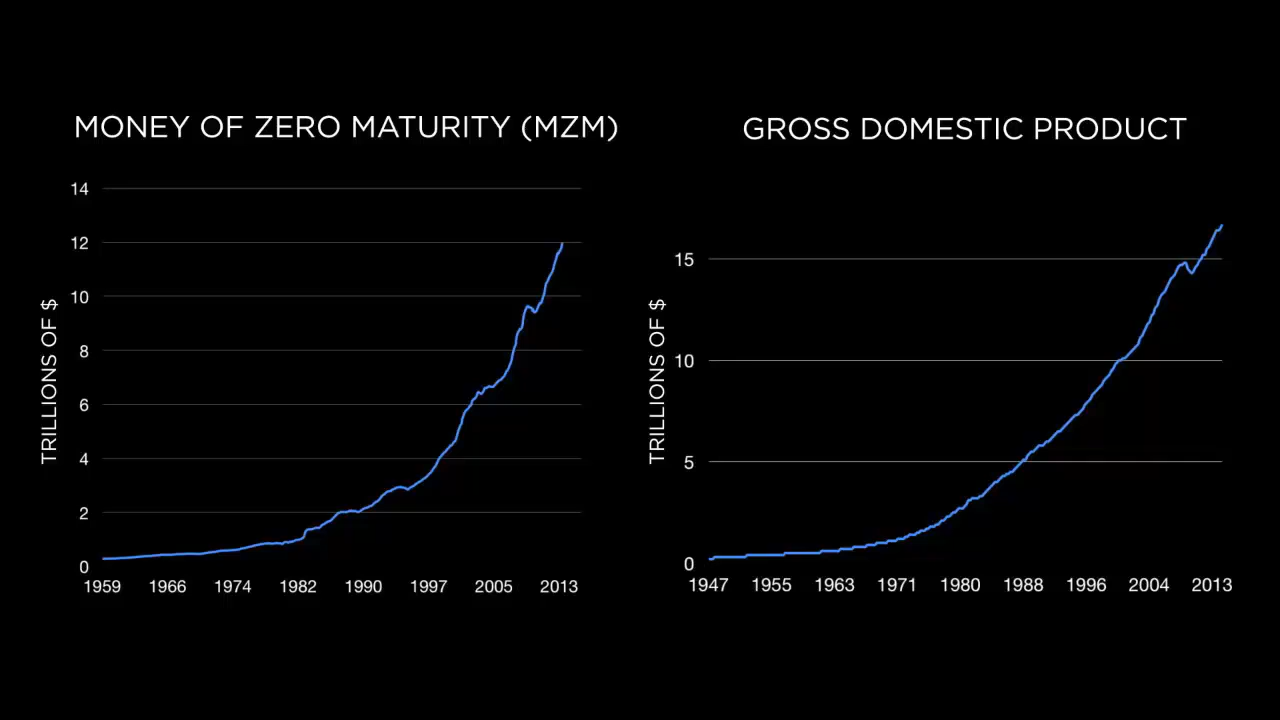 MONEY OF ZERO MATURITY (MZM)
TRILLIONS OF $
14
12
10
8
6
4
2
0
1959 1966 1974 1982 1990 1997 2005 2013
GROSS DOMESTIC PRODUCT
TRILLIONS OF $
15
10
5
0
1947 1955 1963 1971 1980 1988 1996 2004 2013